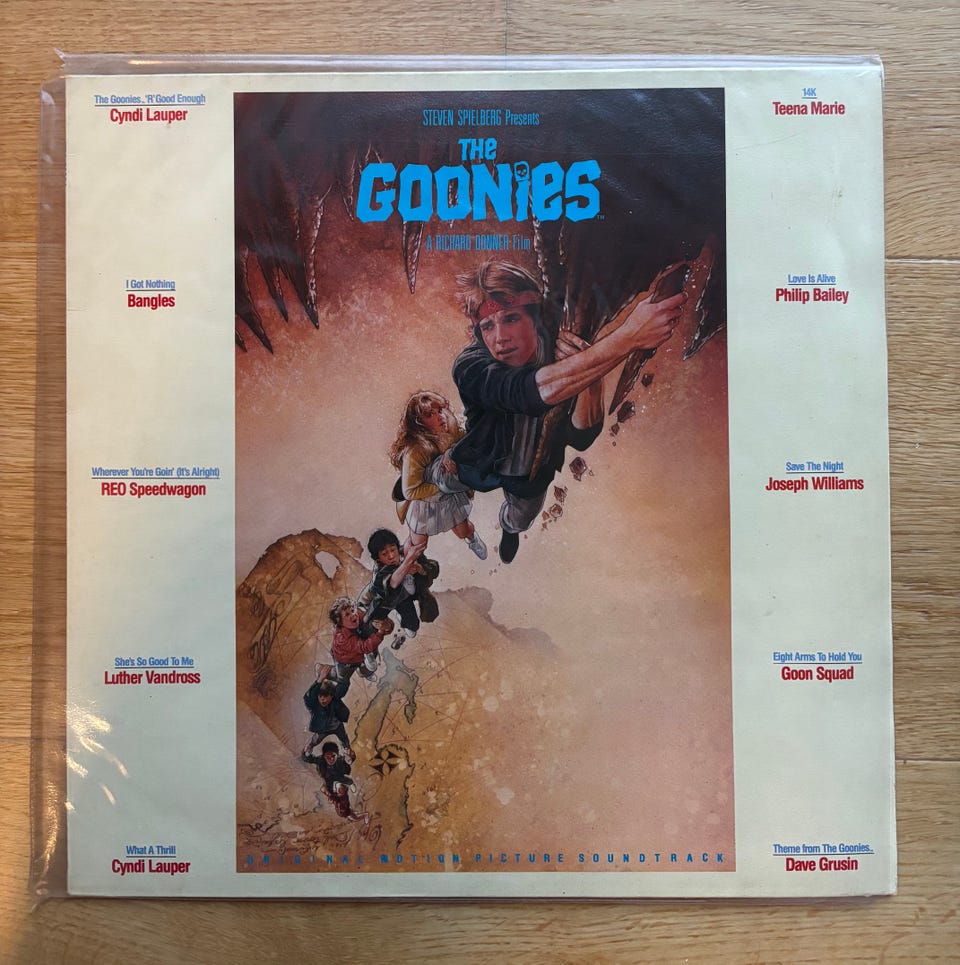 The Goonies..'R' Good Enough
Cyndi Lauper
I Got Nothing
Bangles
Wherever You're Goin' (It's Alright)
REO Speedwagon
She's So Good To Me
Luther Vandross
What A Thrill
Cyndi Lauper
STEVEN SPIELBERG Presents
THE
GOONIES
TM
A RICHARD DONNER Film
ORIGINAL MOTION PICTURE SOUNDTRACK
14K
Teena Marie
Love Is Alive
Philip Bailey
Save The Night
Joseph Williams
Eight Arms To Hold You
Goon Squad
Theme from The Goonies..
Dave Grusin